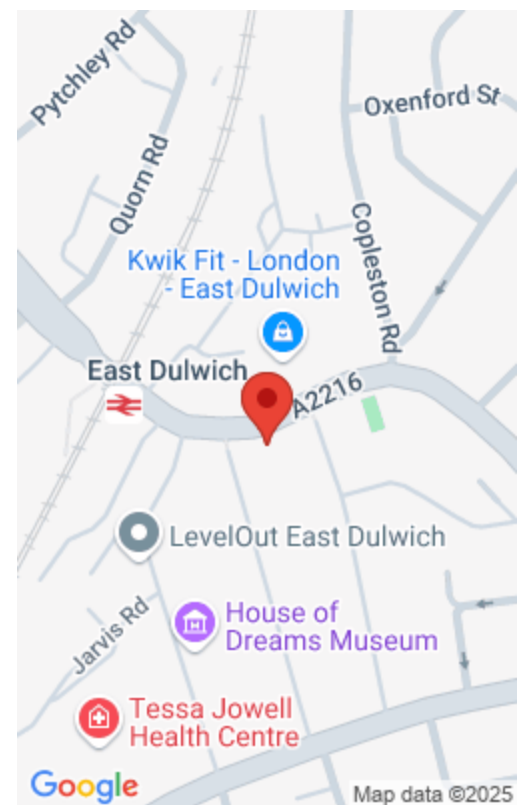 Pytchley Rd
Oxenford St
Quorn Rd
Copleston Rd
Kwik Fit - London
- East Dulwich
East Dulwich
A2216
LevelOut East Dulwich
House of
Dreams Museum
Jarvis Rd
Tessa Jowell
Health Centre
Google
Map data ©2025